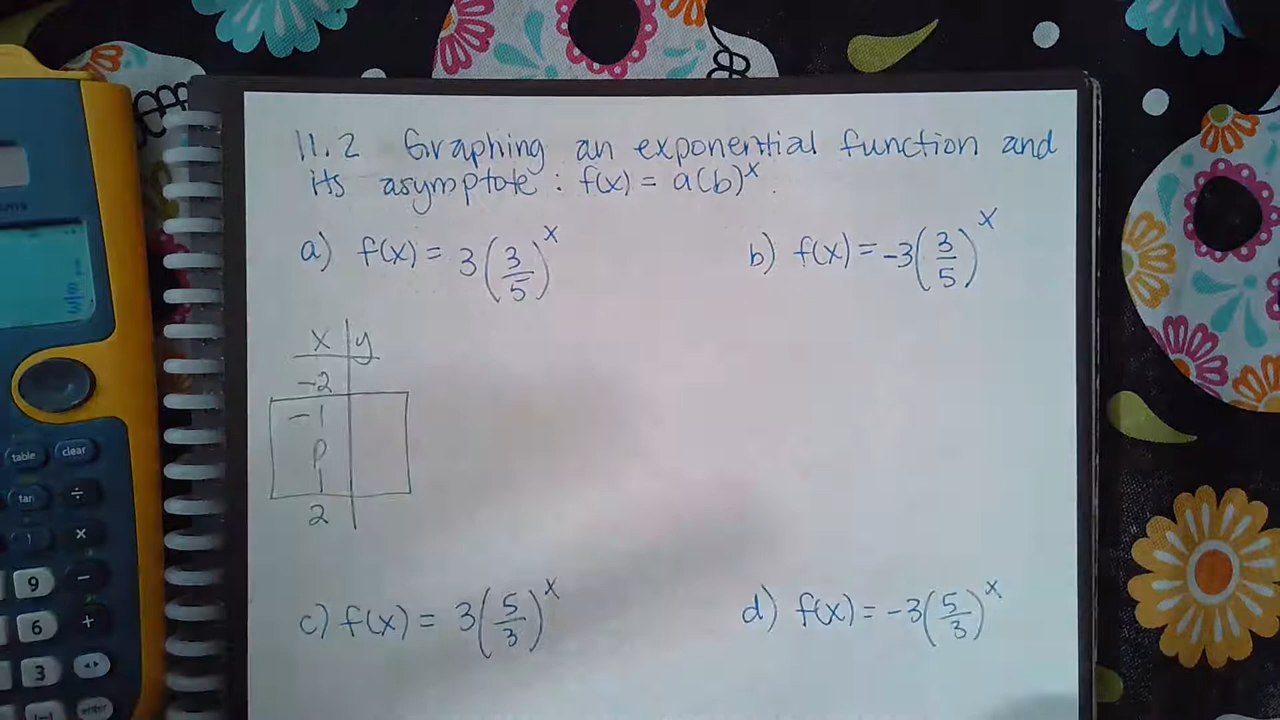 11.2 Graphing an exponential function and
its asymptote : f(x) = a(b)^x.
a) f(x) = 3(3/5)^x
b) f(x) = -3(3/5)^x
x | y
-2
-1
0
1
2
c) f(x) = 3(5/3)^x
d) f(x) = -3(5/3)^x
table
clear
tan
÷
)
×
9
−
6
+
3
(-)
enter